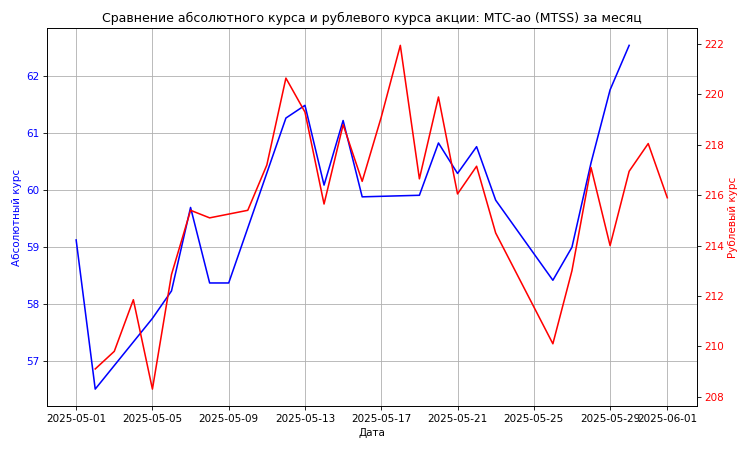 Сравнение абсолютного курса и рублевого курса акции: МТС-ао (MTSS) за месяц
Абсолютный курс
62
61
60
59
58
57
222
220
218
216
214
212
210
208
Рублевый курс
2025-05-01 2025-05-05 2025-05-09 2025-05-13 2025-05-17 2025-05-21 2025-05-25 2025-05-29 2025-06-01
Дата